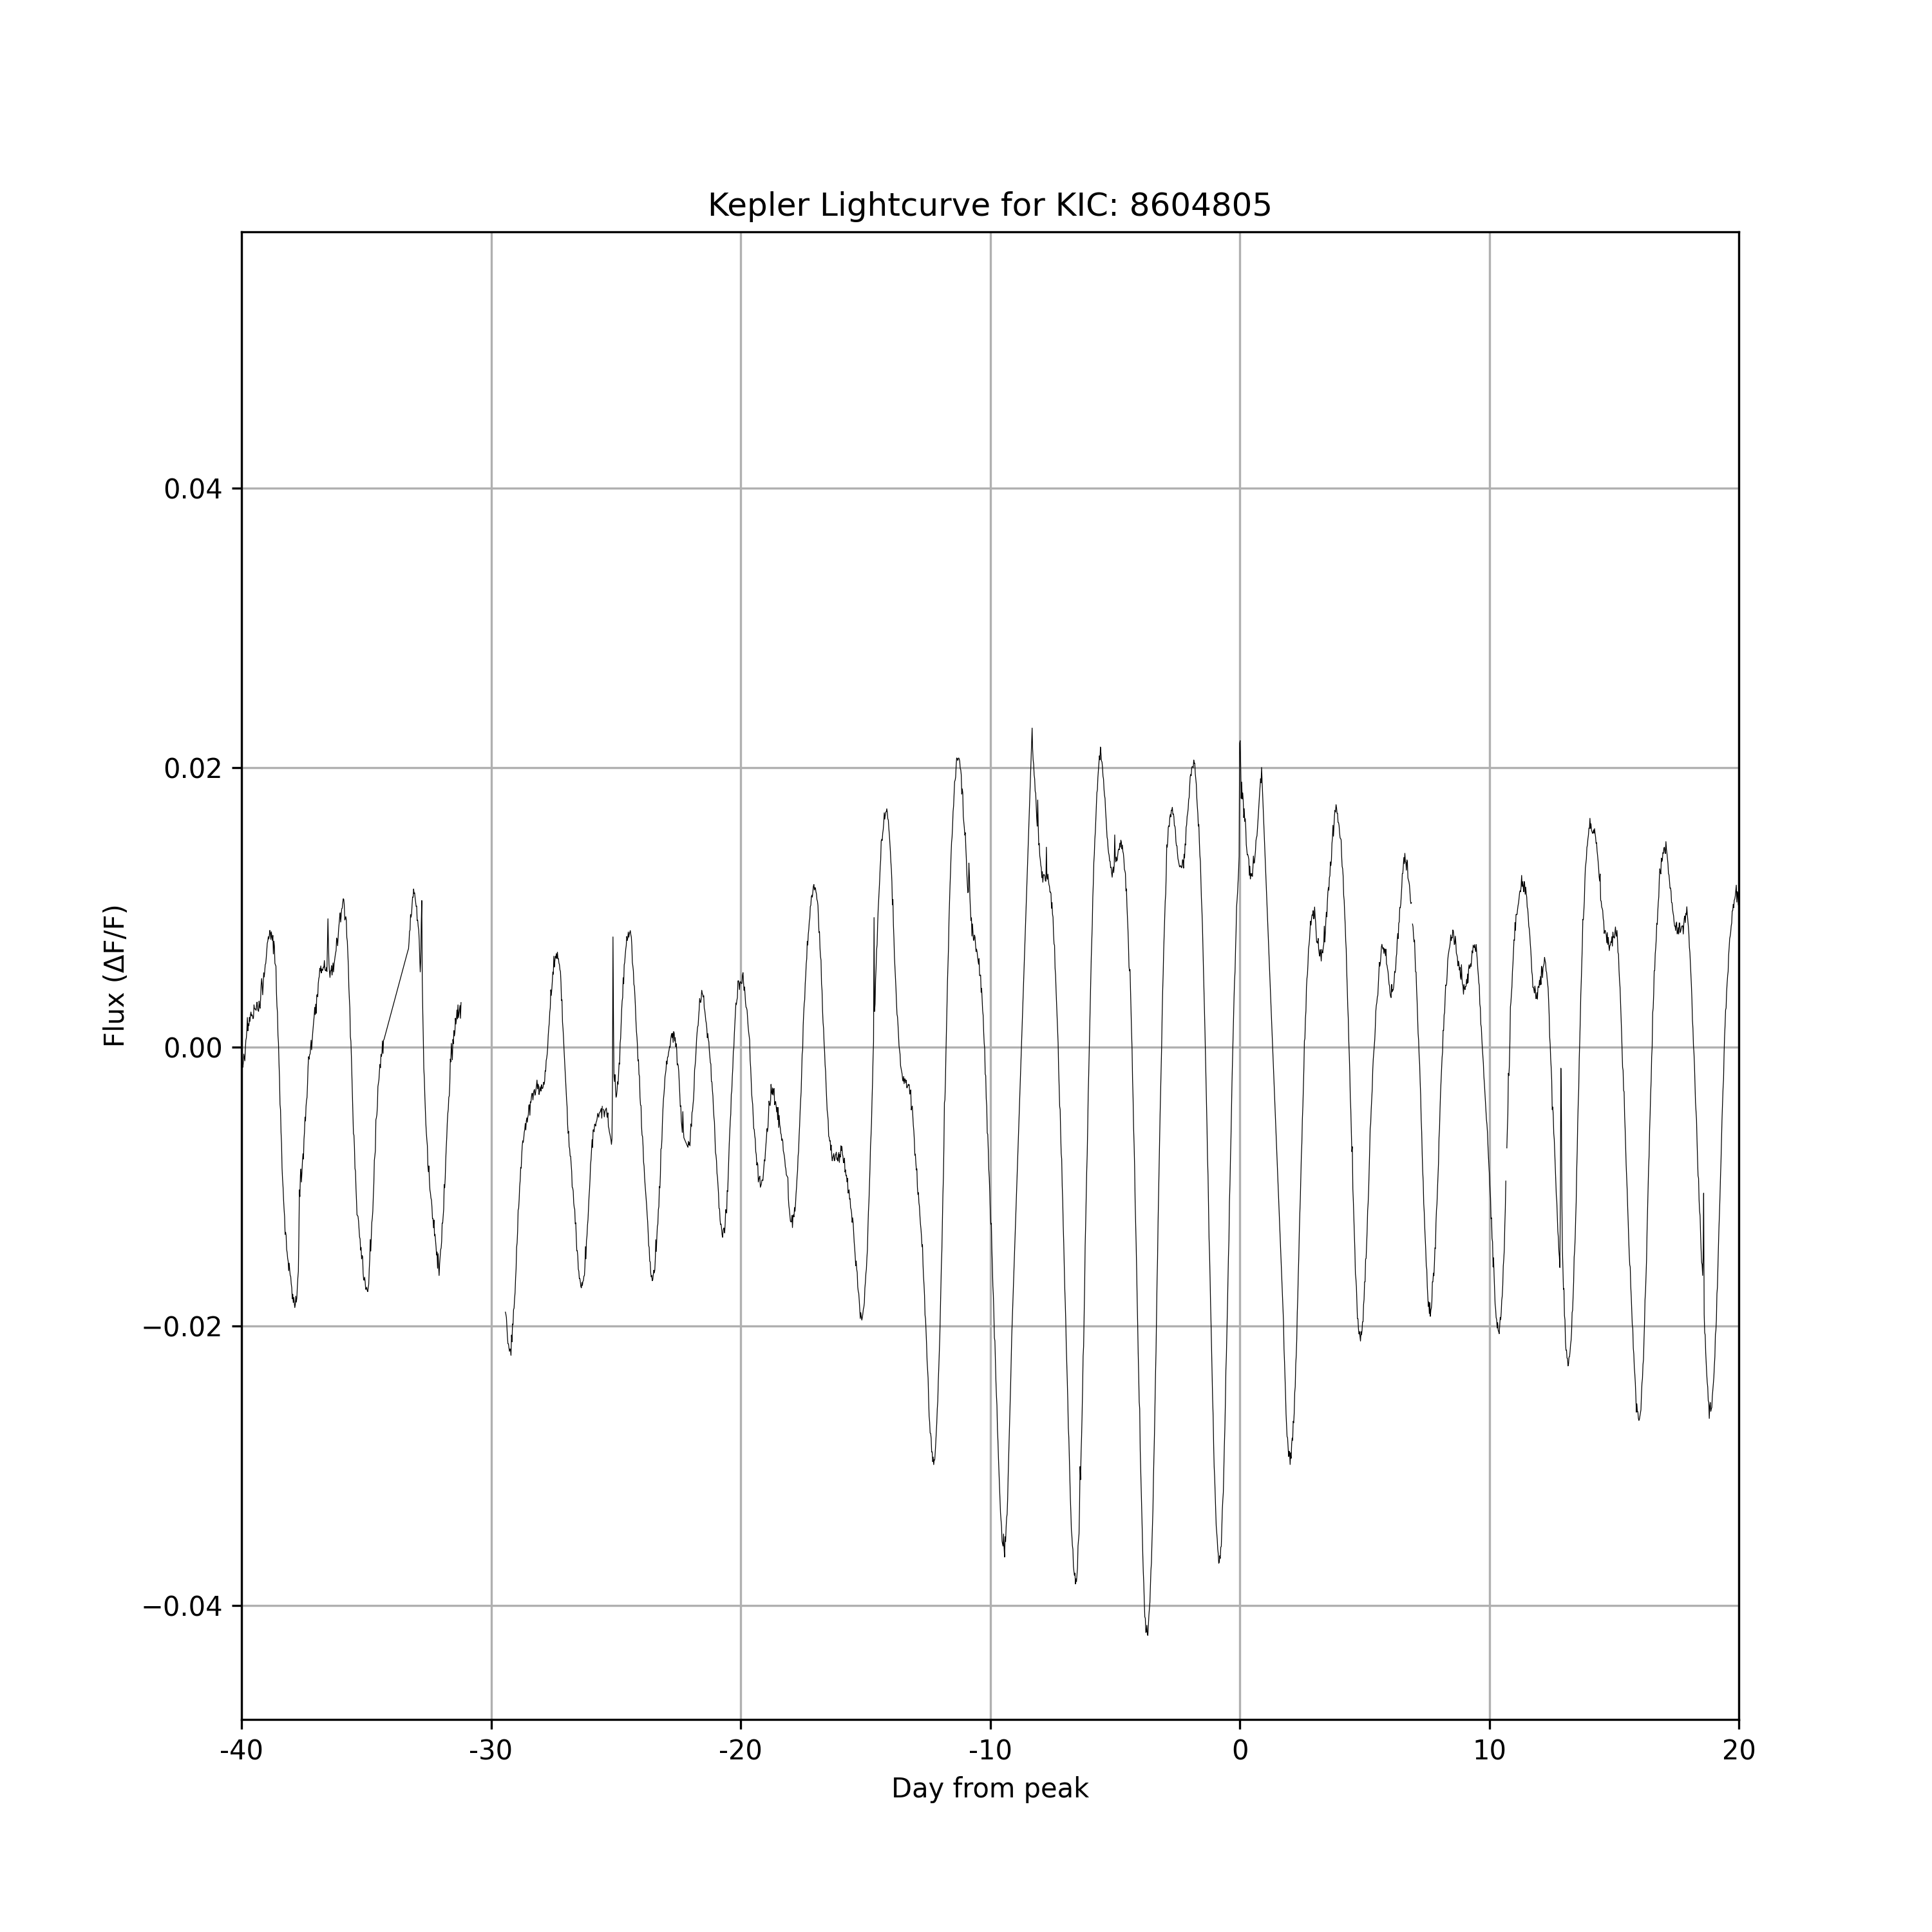 Kepler Lightcurve for KIC: 8604805
Flux (ΔF/F)
0.04
0.02
0.00
−0.02
−0.04
-40 -30 -20 -10 0 10 20
Day from peak